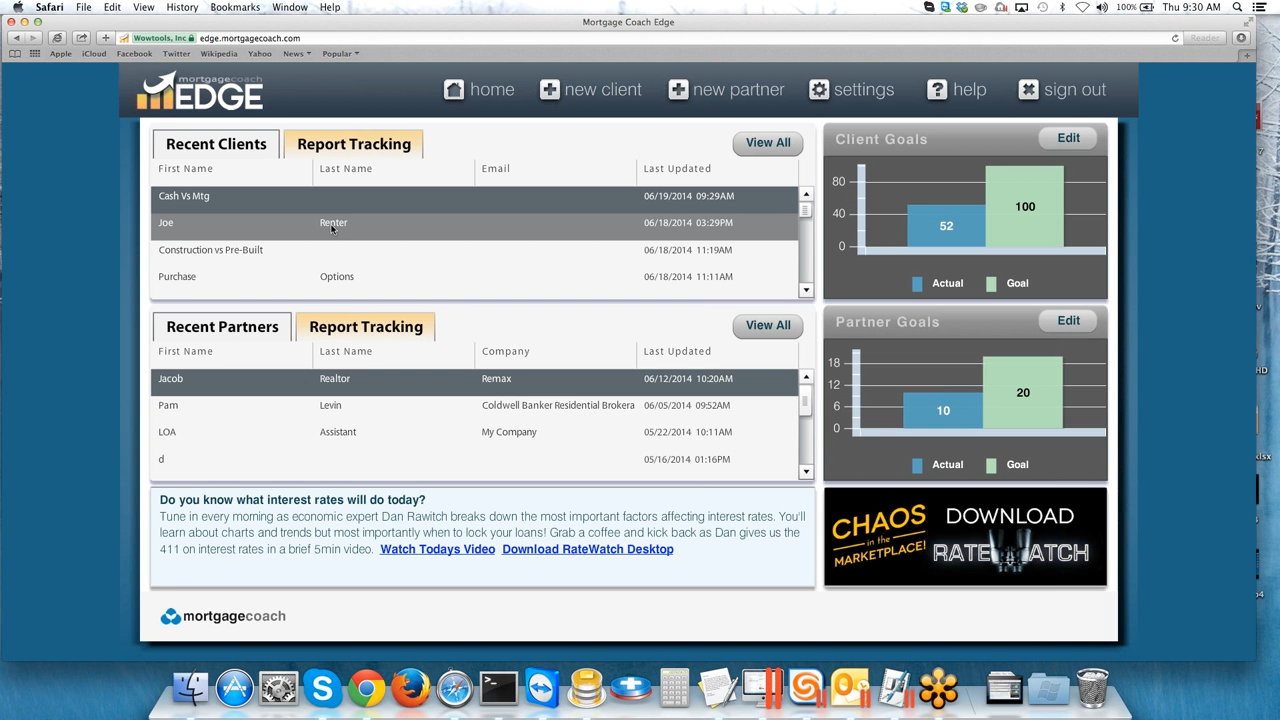 Safari File Edit View History Bookmarks Window Help 100% Thu 9:30 AM
Mortgage Coach Edge
Wowtools, Inc edge.mortgagecoach.com Reader
Apple iCloud Facebook Twitter Wikipedia Yahoo News Popular
mortgagecoach
EDGE
home new client new partner settings help sign out
Recent Clients Report Tracking View All
First Name Last Name Email Last Updated
Cash Vs Mtg 06/19/2014 09:29AM
Joe Renter 06/18/2014 03:29PM
Construction vs Pre-Built 06/18/2014 11:19AM
Purchase Options 06/18/2014 11:11AM
Client Goals Edit
80
40
0
52
100
Actual Goal
Recent Partners Report Tracking View All
First Name Last Name Company Last Updated
Jacob Realtor Remax 06/12/2014 10:20AM
Pam Levin Coldwell Banker Residential Brokera 06/05/2014 09:52AM
LOA Assistant My Company 05/22/2014 10:11AM
d 05/16/2014 01:16PM
Partner Goals Edit
18
12
6
0
10
20
Actual Goal
Do you know what interest rates will do today?
Tune in every morning as economic expert Dan Rawitch breaks down the most important factors affecting interest rates. You'll
learn about charts and trends but most importantly when to lock your loans! Grab a coffee and kick back as Dan gives us the
411 on interest rates in a brief 5min video. Watch Todays Video Download RateWatch Desktop
CHAOS
in the
MARKETPLACE!
DOWNLOAD
RATEWATCH
mortgagecoach